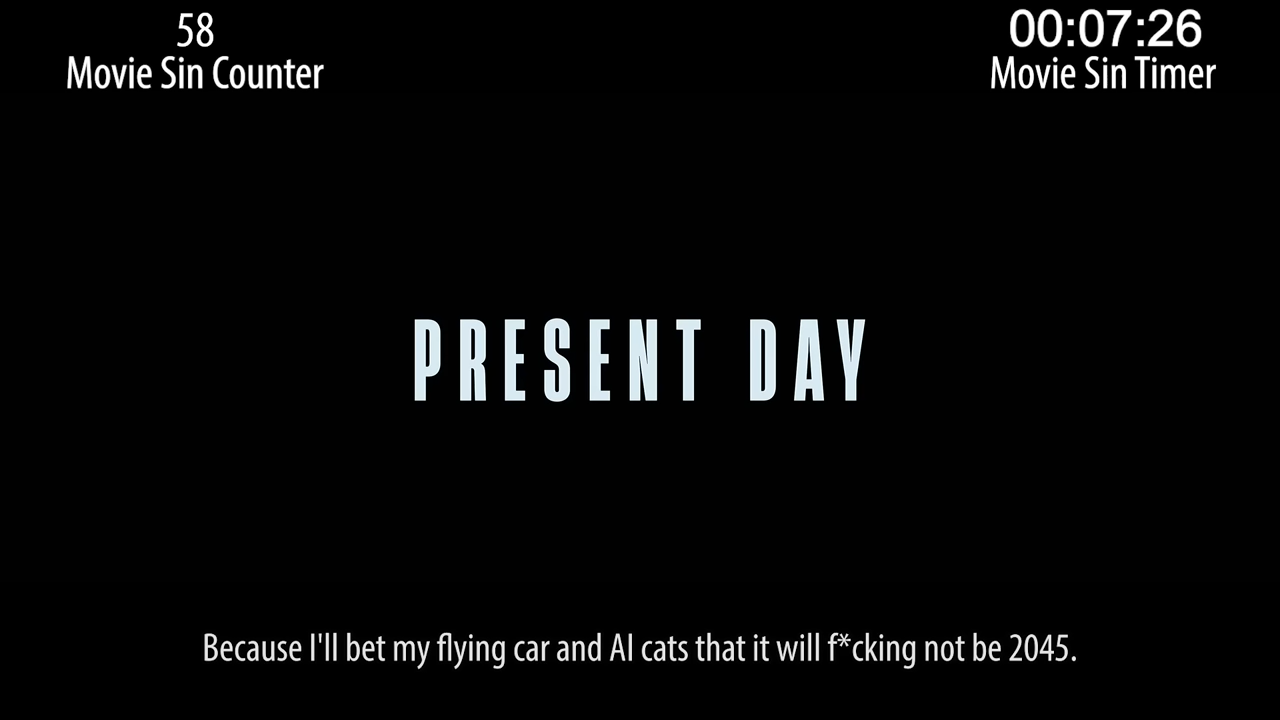 58
Movie Sin Counter
00:07:26
Movie Sin Timer
PRESENT DAY
Because I'll bet my flying car and AI cats that it will f*cking not be 2045.